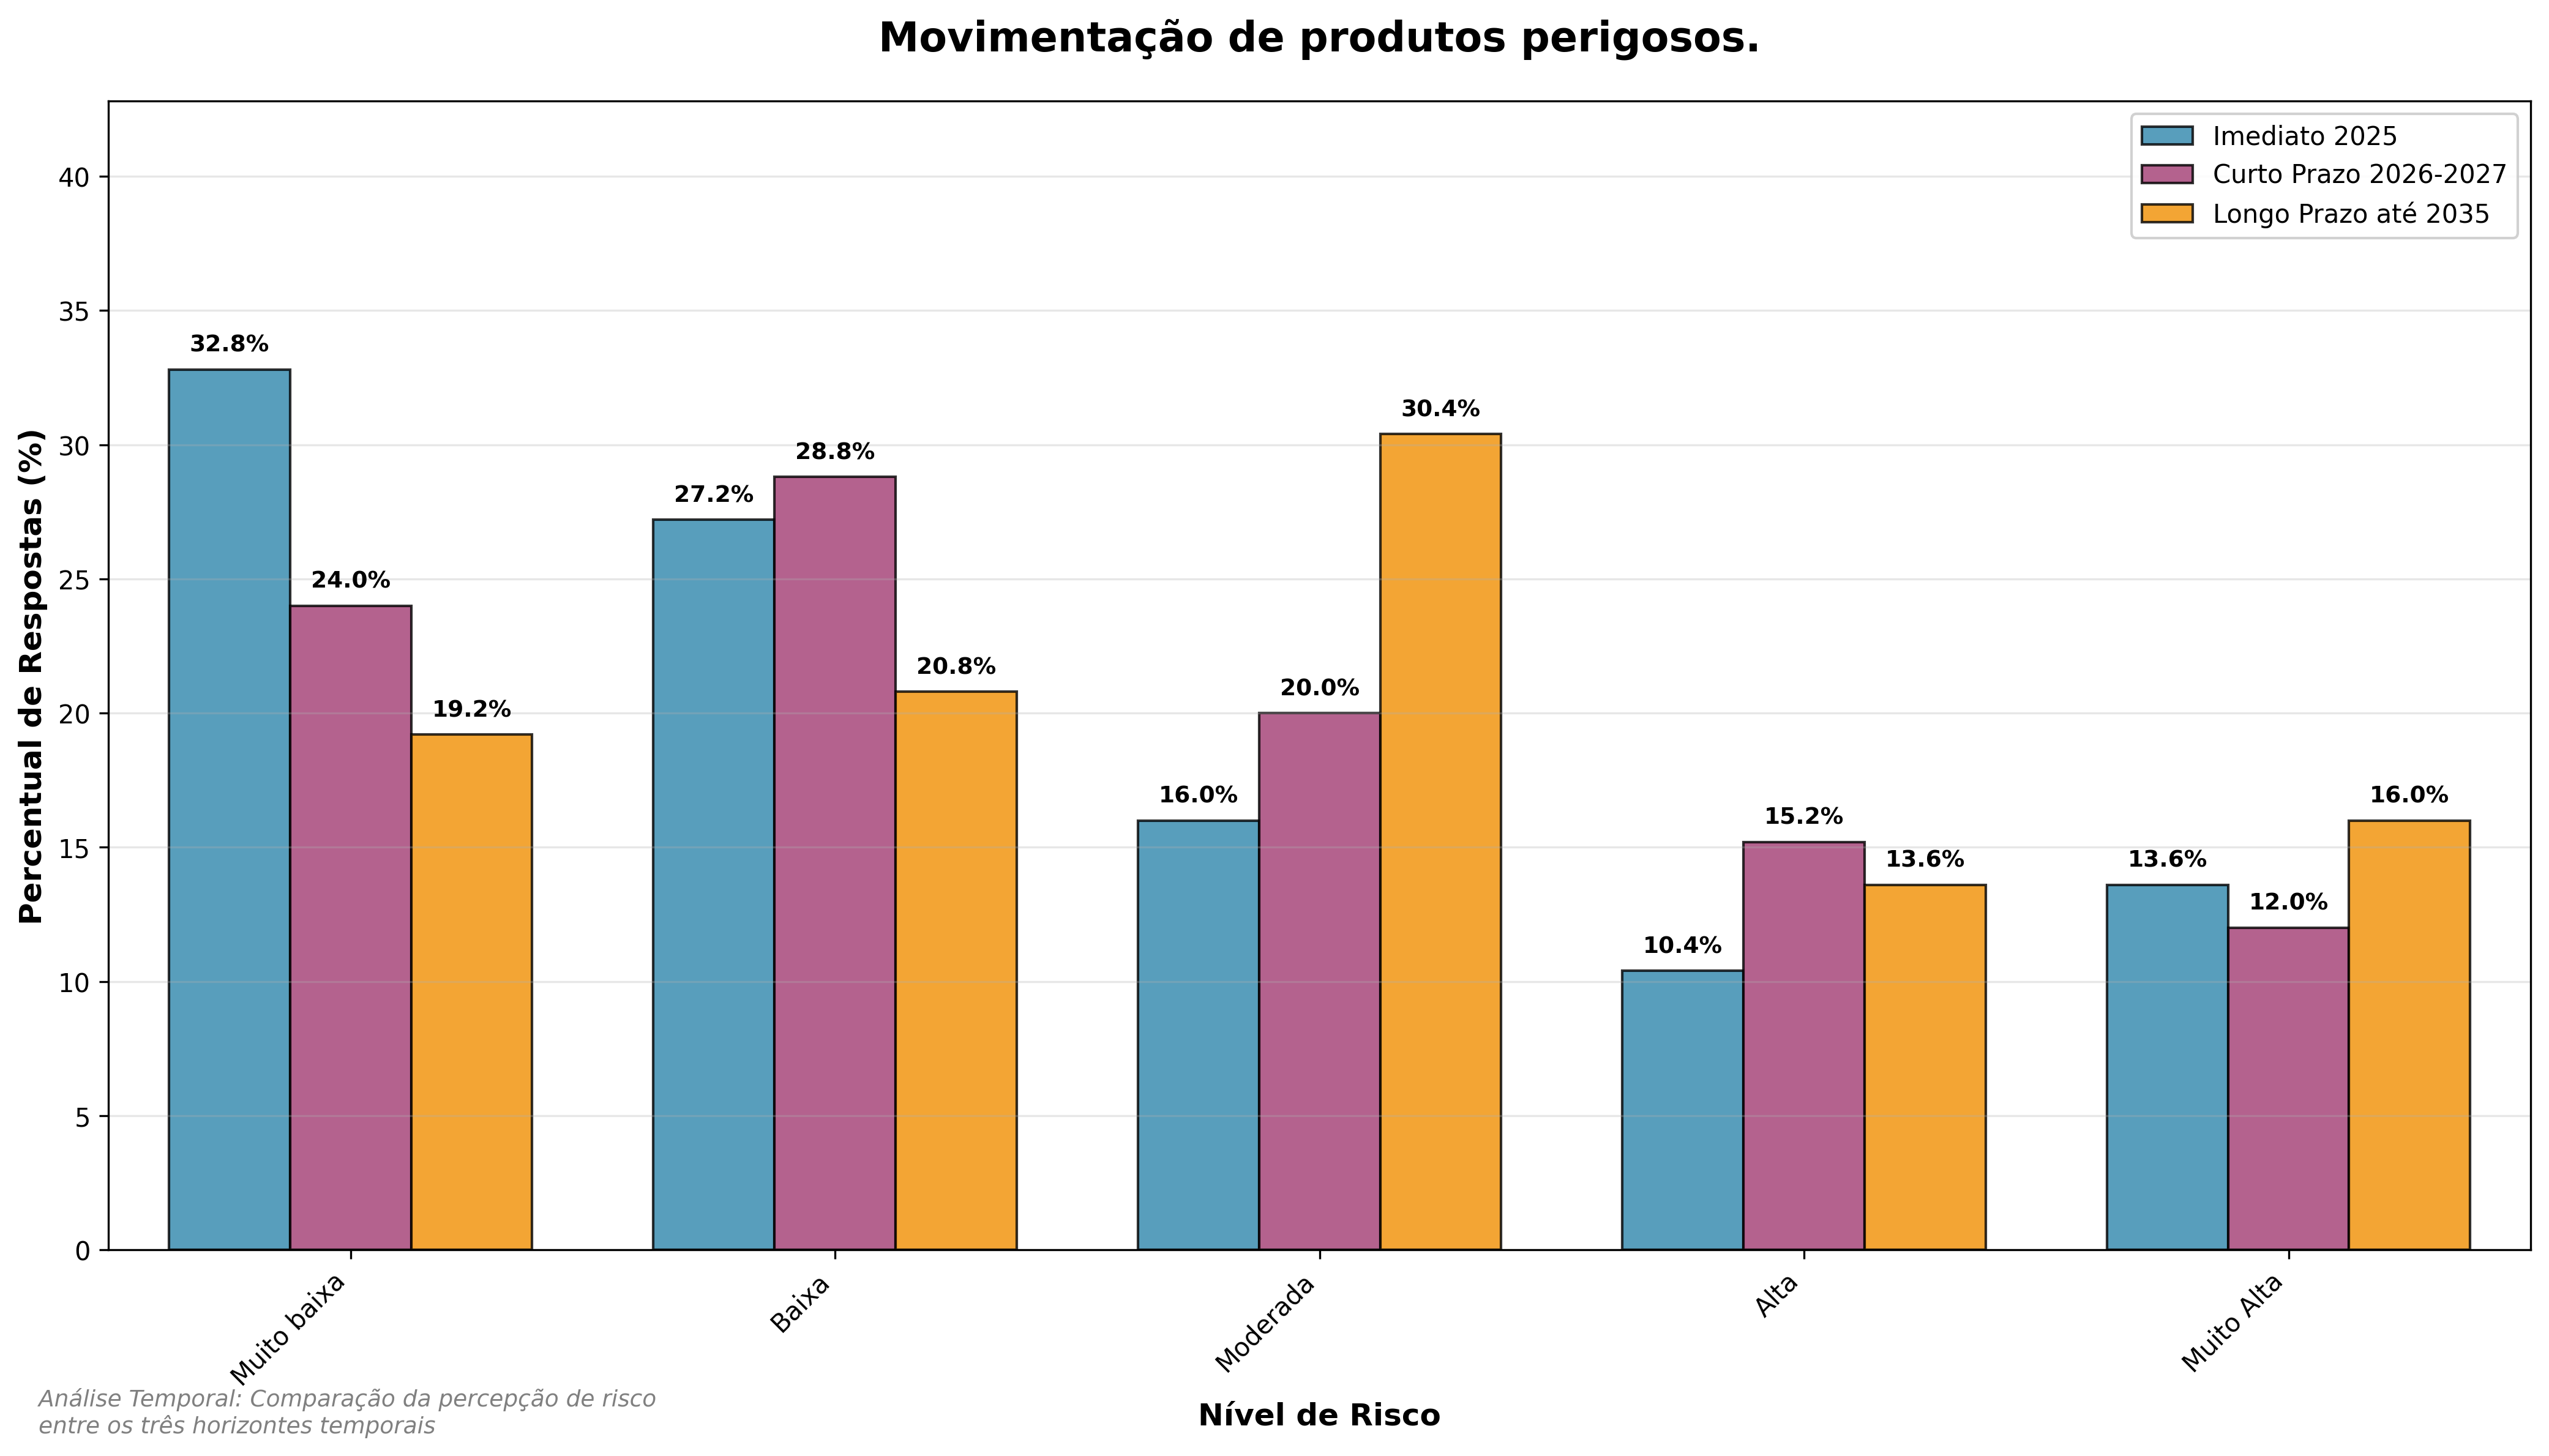 Movimentação de produtos perigosos.
Imediato 2025
Curto Prazo 2026-2027
Longo Prazo até 2035
Percentual de Respostas (%)
40
35
30
25
20
15
10
5
0
32.8%
24.0%
19.2%
27.2%
28.8%
20.8%
16.0%
20.0%
30.4%
10.4%
15.2%
13.6%
13.6%
12.0%
16.0%
Muito baixa
Baixa
Moderada
Alta
Muito Alta
Nível de Risco
Análise Temporal: Comparação da percepção de risco
entre os três horizontes temporais